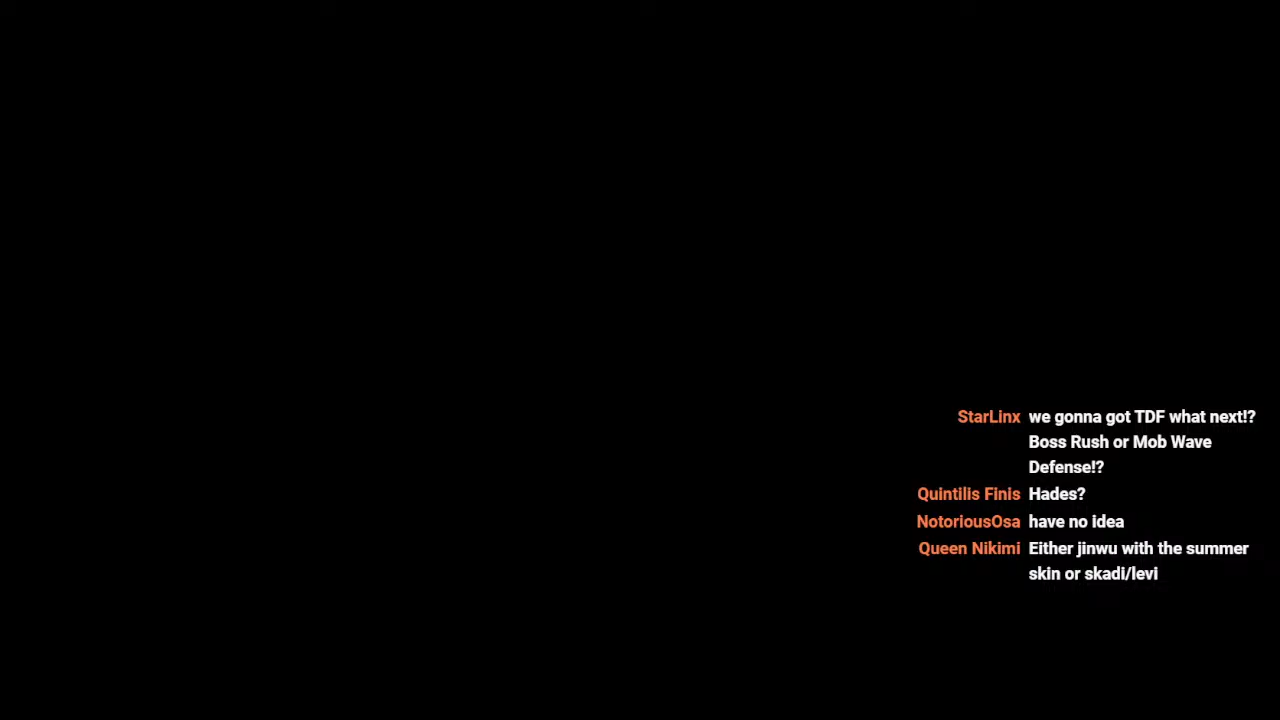 StarLinx we gonna got TDF what next!?
Boss Rush or Mob Wave
Defense!?
Quintilis Finis Hades?
NotoriousOsa have no idea
Queen Nikimi Either jinwu with the summer
skin or skadi/levi